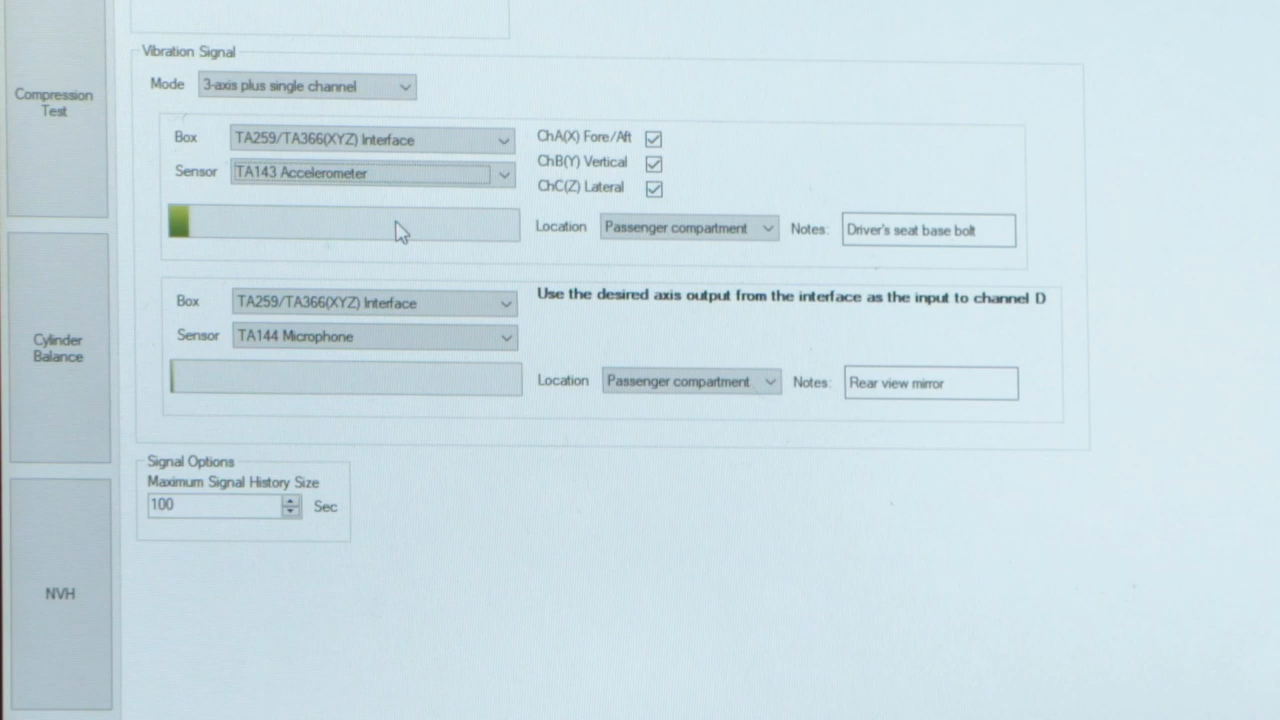 Compression
Test
Cylinder
Balance
NVH
Vibration Signal
Mode 3-axis plus single channel
Box TA259/TA366(XYZ) Interface
Sensor TA143 Accelerometer
ChA(X) Fore/Aft
ChB(Y) Vertical
ChC(Z) Lateral
Location Passenger compartment Notes: Driver's seat base bolt
Box TA259/TA366(XYZ) Interface
Sensor TA144 Microphone
Use the desired axis output from the interface as the input to channel D
Location Passenger compartment Notes: Rear view mirror
Signal Options
Maximum Signal History Size
100 Sec